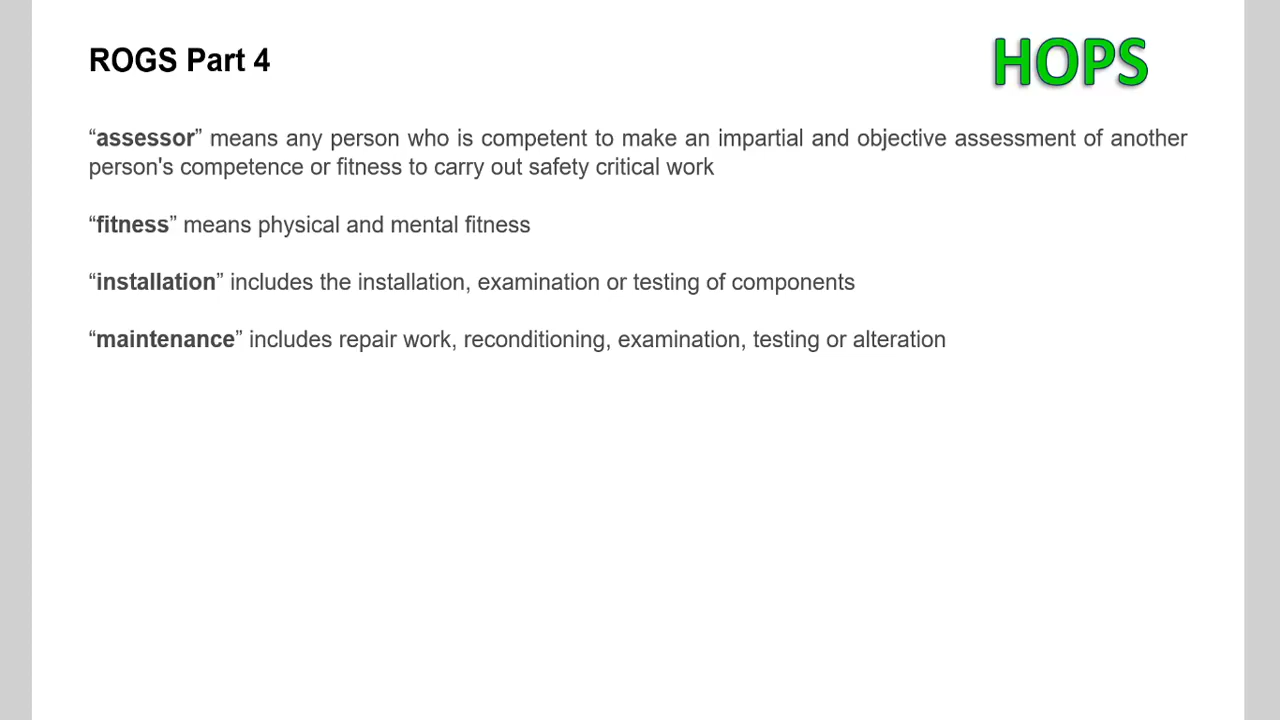 ROGS Part 4
HOPS
“assessor” means any person who is competent to make an impartial and objective assessment of another
person's competence or fitness to carry out safety critical work
“fitness” means physical and mental fitness
“installation” includes the installation, examination or testing of components
“maintenance” includes repair work, reconditioning, examination, testing or alteration